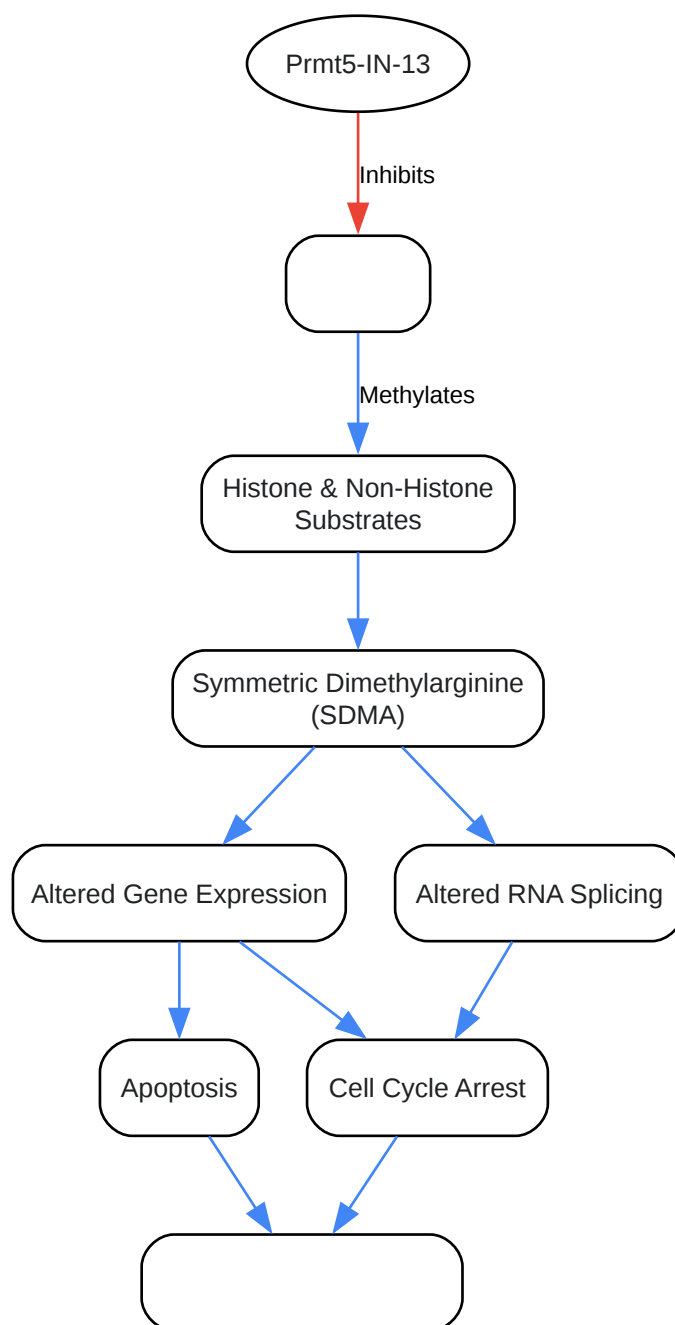 Prmt5-IN-13
Inhibits
Methylates
Histone & Non-Histone
Substrates
Symmetric Dimethylarginine
(SDMA)
Altered Gene Expression
Altered RNA Splicing
Apoptosis
Cell Cycle Arrest